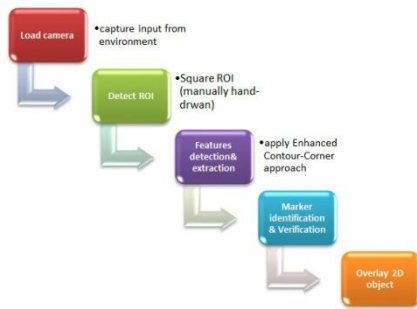 Load camera
•capture input from
environment
Detect ROI
•Square ROI
(manually hand-
drwan)
Features
detection&
extraction
•apply Enhanced
Contour-Corner
approach
Marker
identification
& Verification
Overlay 2D
object